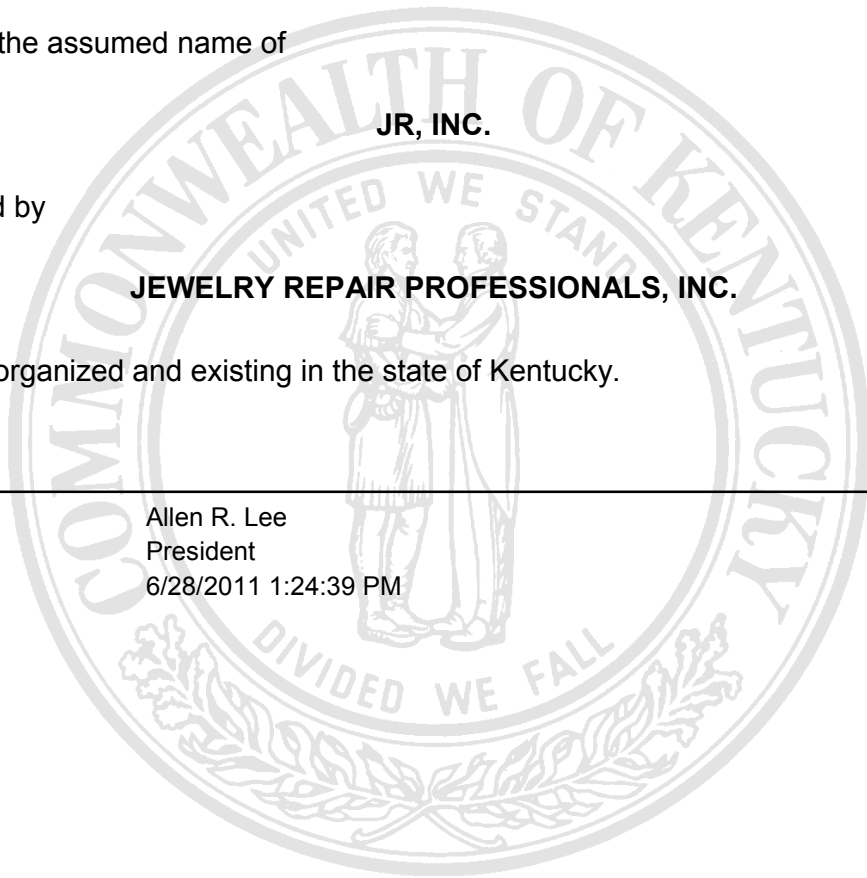 the assumed name of
JR, INC.
d by
JEWELRY REPAIR PROFESSIONALS, INC.
organized and existing in the state of Kentucky.
Allen R. Lee
President
6/28/2011 1:24:39 PM
COMMONWEALTH OF KENTUCKY
UNITED WE STAND
DIVIDED WE FALL